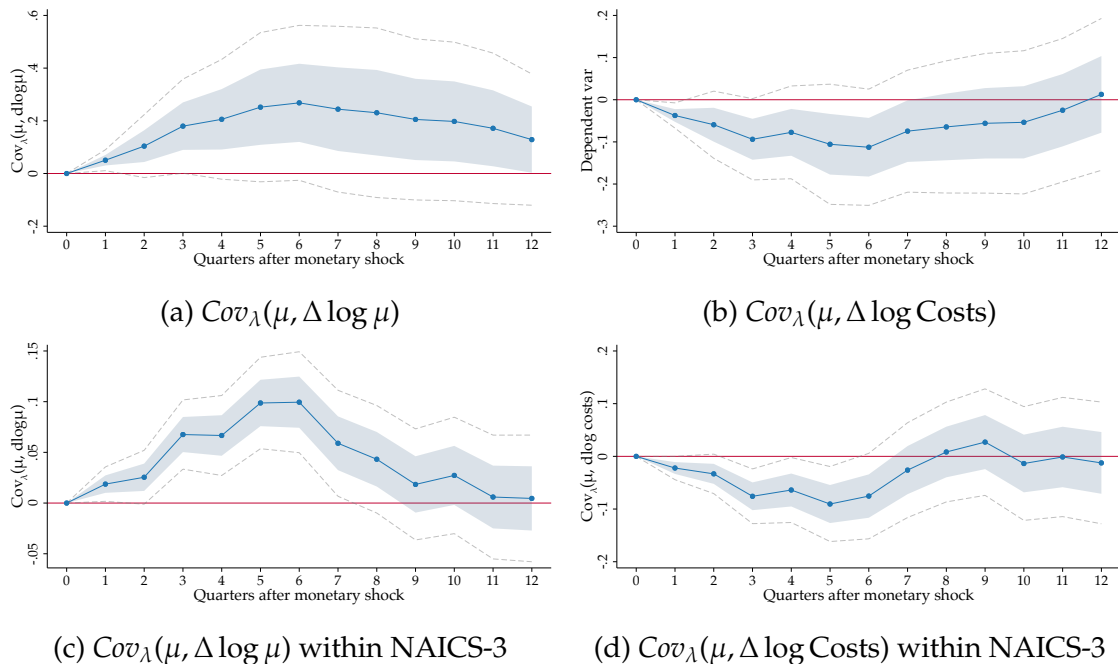 Cov_λ(μ, dlogμ)
.6
.4
.2
0
-.2
0 1 2 3 4 5 6 7 8 9 10 11 12
Quarters after monetary shock
(a) Cov_λ(μ, Δ log μ)
Dependent var
.2
.1
0
-.1
-.2
-.3
0 1 2 3 4 5 6 7 8 9 10 11 12
Quarters after monetary shock
(b) Cov_λ(μ, Δ log Costs)
Cov_λ(μ, dlogμ)
.15
.1
.05
0
-.05
0 1 2 3 4 5 6 7 8 9 10 11 12
Quarters after monetary shock
(c) Cov_λ(μ, Δ log μ) within NAICS-3
Cov_λ(μ, dlog costs)
.2
.1
0
-.1
-.2
0 1 2 3 4 5 6 7 8 9 10 11 12
Quarters after monetary shock
(d) Cov_λ(μ, Δ log Costs) within NAICS-3